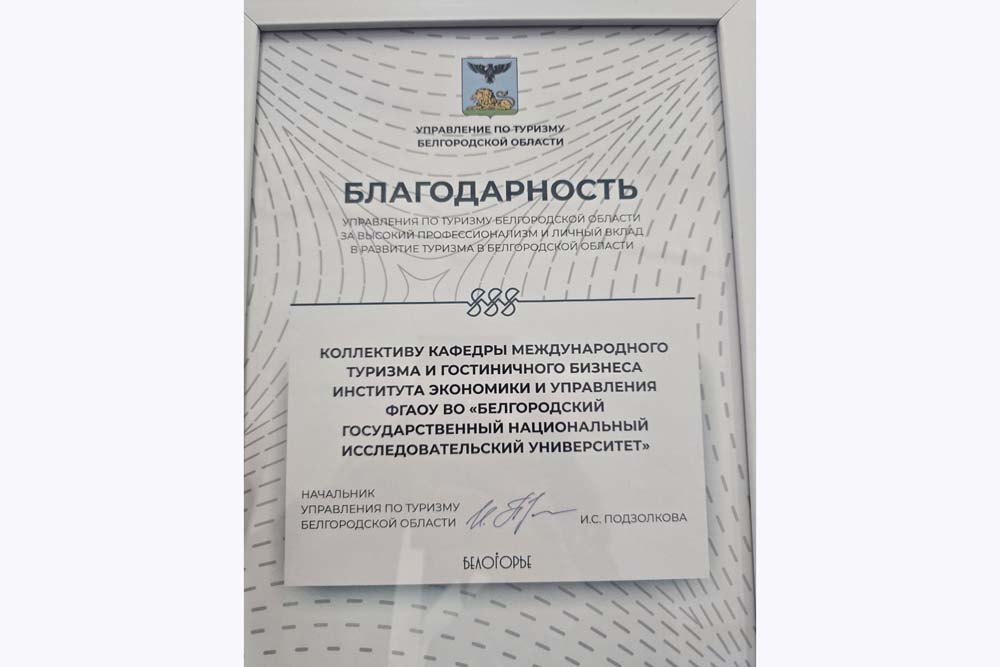 УПРАВЛЕНИЕ ПО ТУРИЗМУ
БЕЛГОРОДСКОЙ ОБЛАСТИ
БЛАГОДАРНОСТЬ
УПРАВЛЕНИЯ ПО ТУРИЗМУ БЕЛГОРОДСКОЙ ОБЛАСТИ
ЗА ВЫСОКИЙ ПРОФЕССИОНАЛИЗМ И ЛИЧНЫЙ ВКЛАД
В РАЗВИТИЕ ТУРИЗМА В БЕЛГОРОДСКОЙ ОБЛАСТИ
КОЛЛЕКТИВУ КАФЕДРЫ МЕЖДУНАРОДНОГО
ТУРИЗМА И ГОСТИНИЧНОГО БИЗНЕСА
ИНСТИТУТА ЭКОНОМИКИ И УПРАВЛЕНИЯ
ФГАОУ ВО «БЕЛГОРОДСКИЙ
ГОСУДАРСТВЕННЫЙ НАЦИОНАЛЬНЫЙ
ИССЛЕДОВАТЕЛЬСКИЙ УНИВЕРСИТЕТ»
НАЧАЛЬНИК
УПРАВЛЕНИЯ ПО ТУРИЗМУ
БЕЛГОРОДСКОЙ ОБЛАСТИ
И.С. ПОДЗОЛКОВА
БЕЛОГОРЬЕ